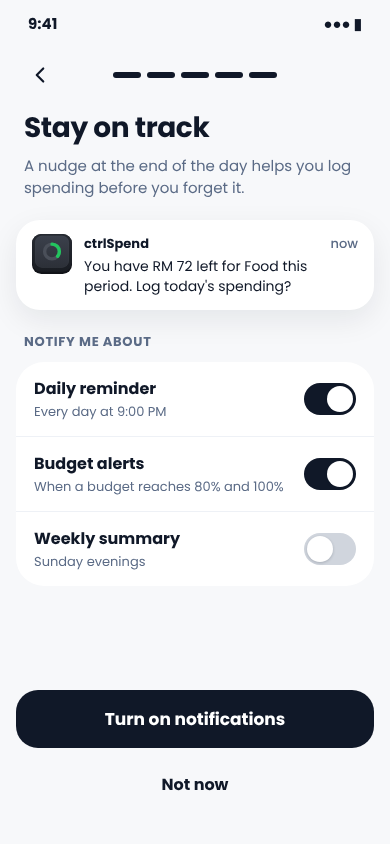 9:41
Stay on track
A nudge at the end of the day helps you log
spending before you forget it.
ctrlSpend
now
You have RM 72 left for Food this
period. Log today's spending?
NOTIFY ME ABOUT
Daily reminder
Every day at 9:00 PM
Budget alerts
When a budget reaches 80% and 100%
Weekly summary
Sunday evenings
Turn on notifications
Not now